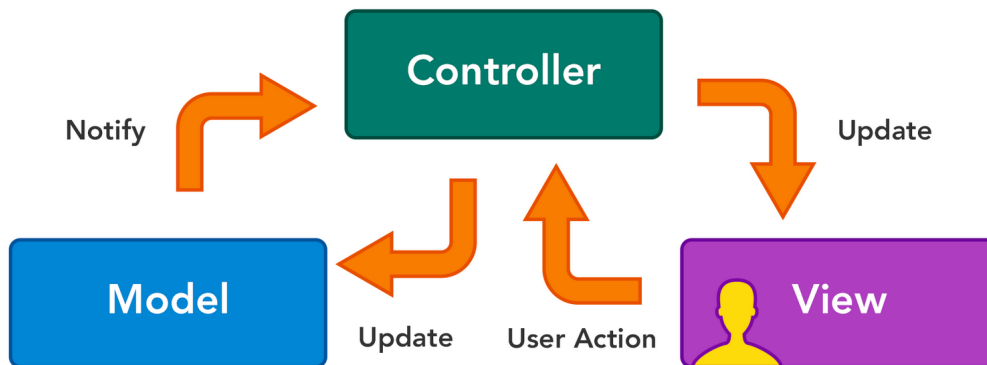 Controller
Notify
Update
Model
View
Update
User Action